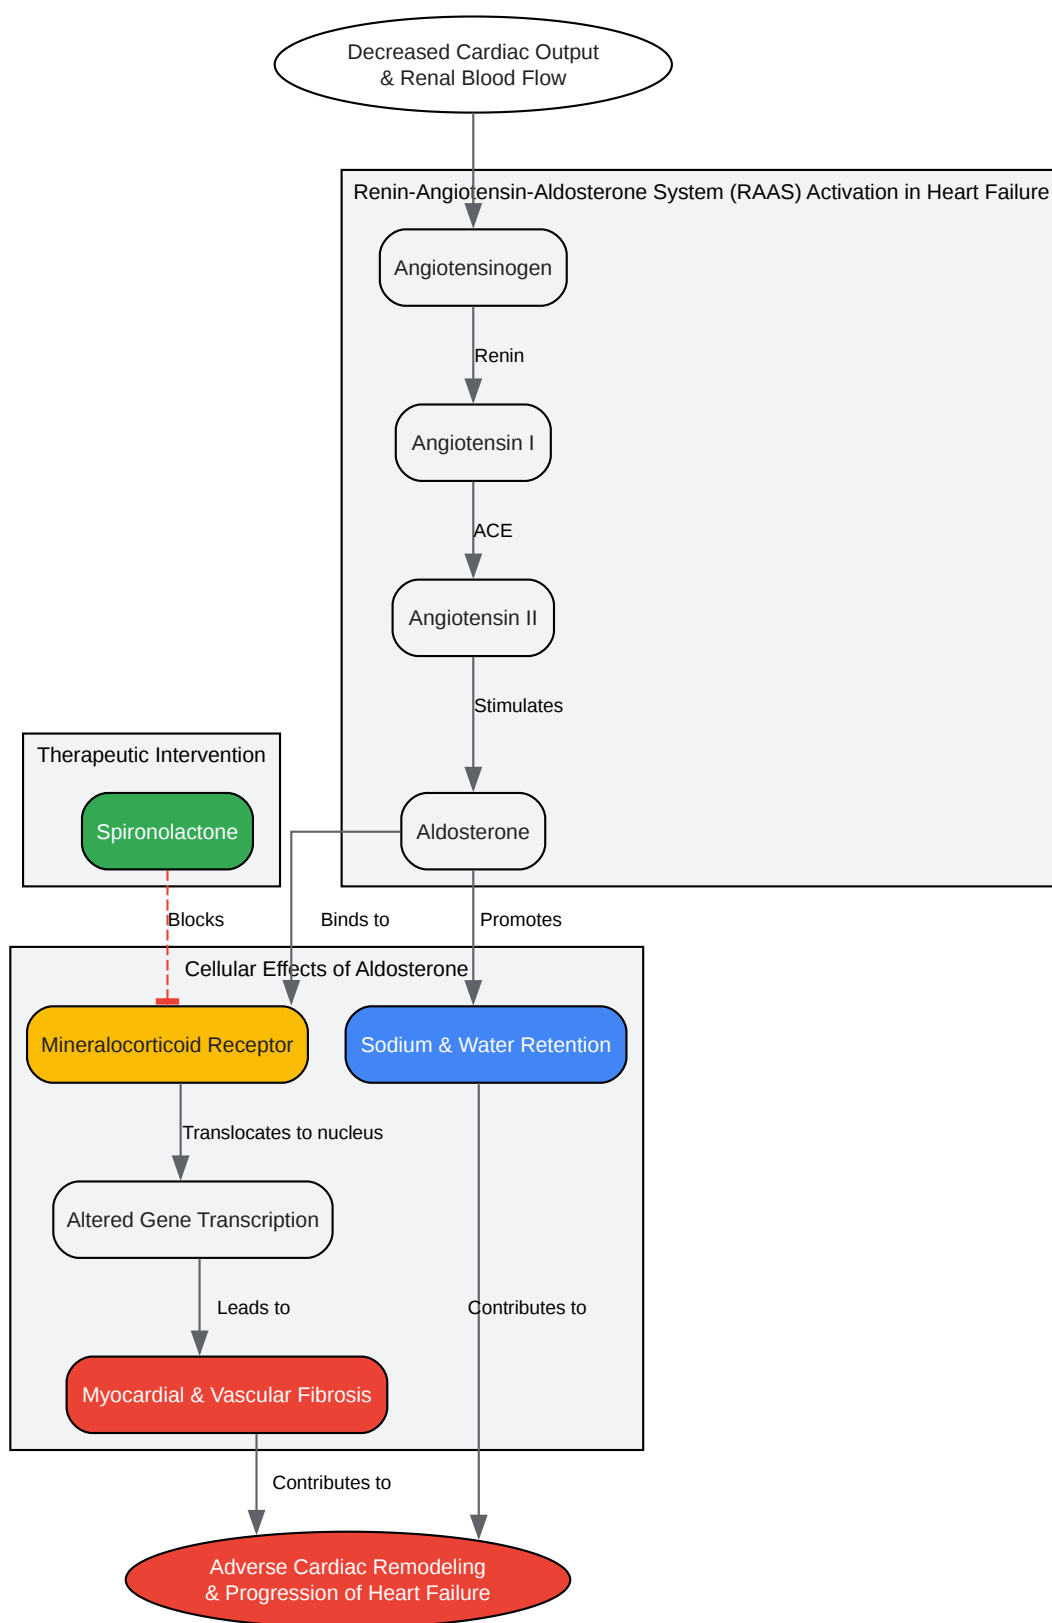 Decreased Cardiac Output
& Renal Blood Flow
Renin-Angiotensin-Aldosterone System (RAAS) Activation in Heart Failure
Angiotensinogen
Renin
Angiotensin I
ACE
Angiotensin II
Stimulates
Therapeutic Intervention
Spironolactone
Aldosterone
Blocks
Binds to
Promotes
Cellular Effects of Aldosterone
Mineralocorticoid Receptor
Sodium & Water Retention
Translocates to nucleus
Altered Gene Transcription
Leads to
Contributes to
Myocardial & Vascular Fibrosis
Contributes to
Adverse Cardiac Remodeling
& Progression of Heart Failure